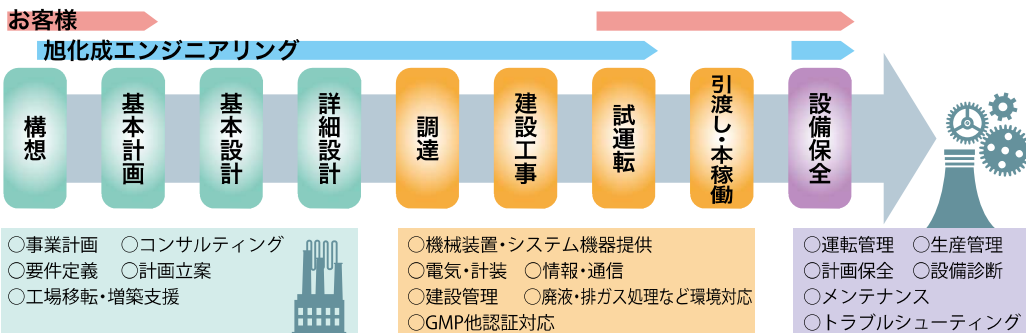 お客様
旭化成エンジニアリング
構想
基本計画
基本設計
詳細設計
調達
建設工事
試運転
引渡し・本稼働
設備保全
○事業計画 ○コンサルティング
○要件定義 ○計画立案
○工場移転・増築支援
○機械装置・システム機器提供
○電気・計装 ○情報・通信
○建設管理 ○廃液・排ガス処理など環境対応
○GMP他認証対応
○運転管理 ○生産管理
○計画保全 ○設備診断
○メンテナンス
○トラブルシューティング